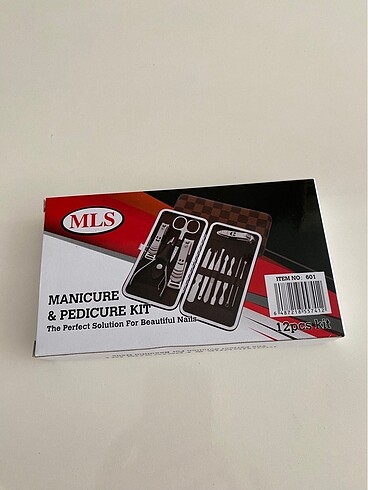 MLS
MANICURE
& PEDICURE KIT
The Perfect Solution For Beautiful Nails
ITEM NO: 601
12pcs kit